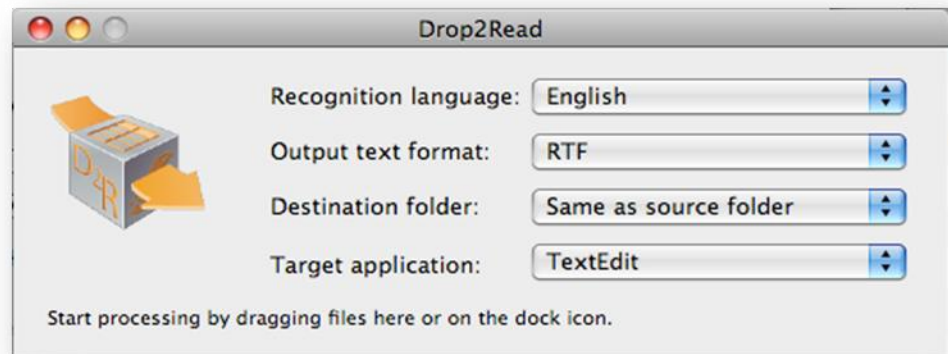 Drop2Read
Recognition language: English
Output text format: RTF
Destination folder: Same as source folder
Target application: TextEdit
Start processing by dragging files here or on the dock icon.
D4R